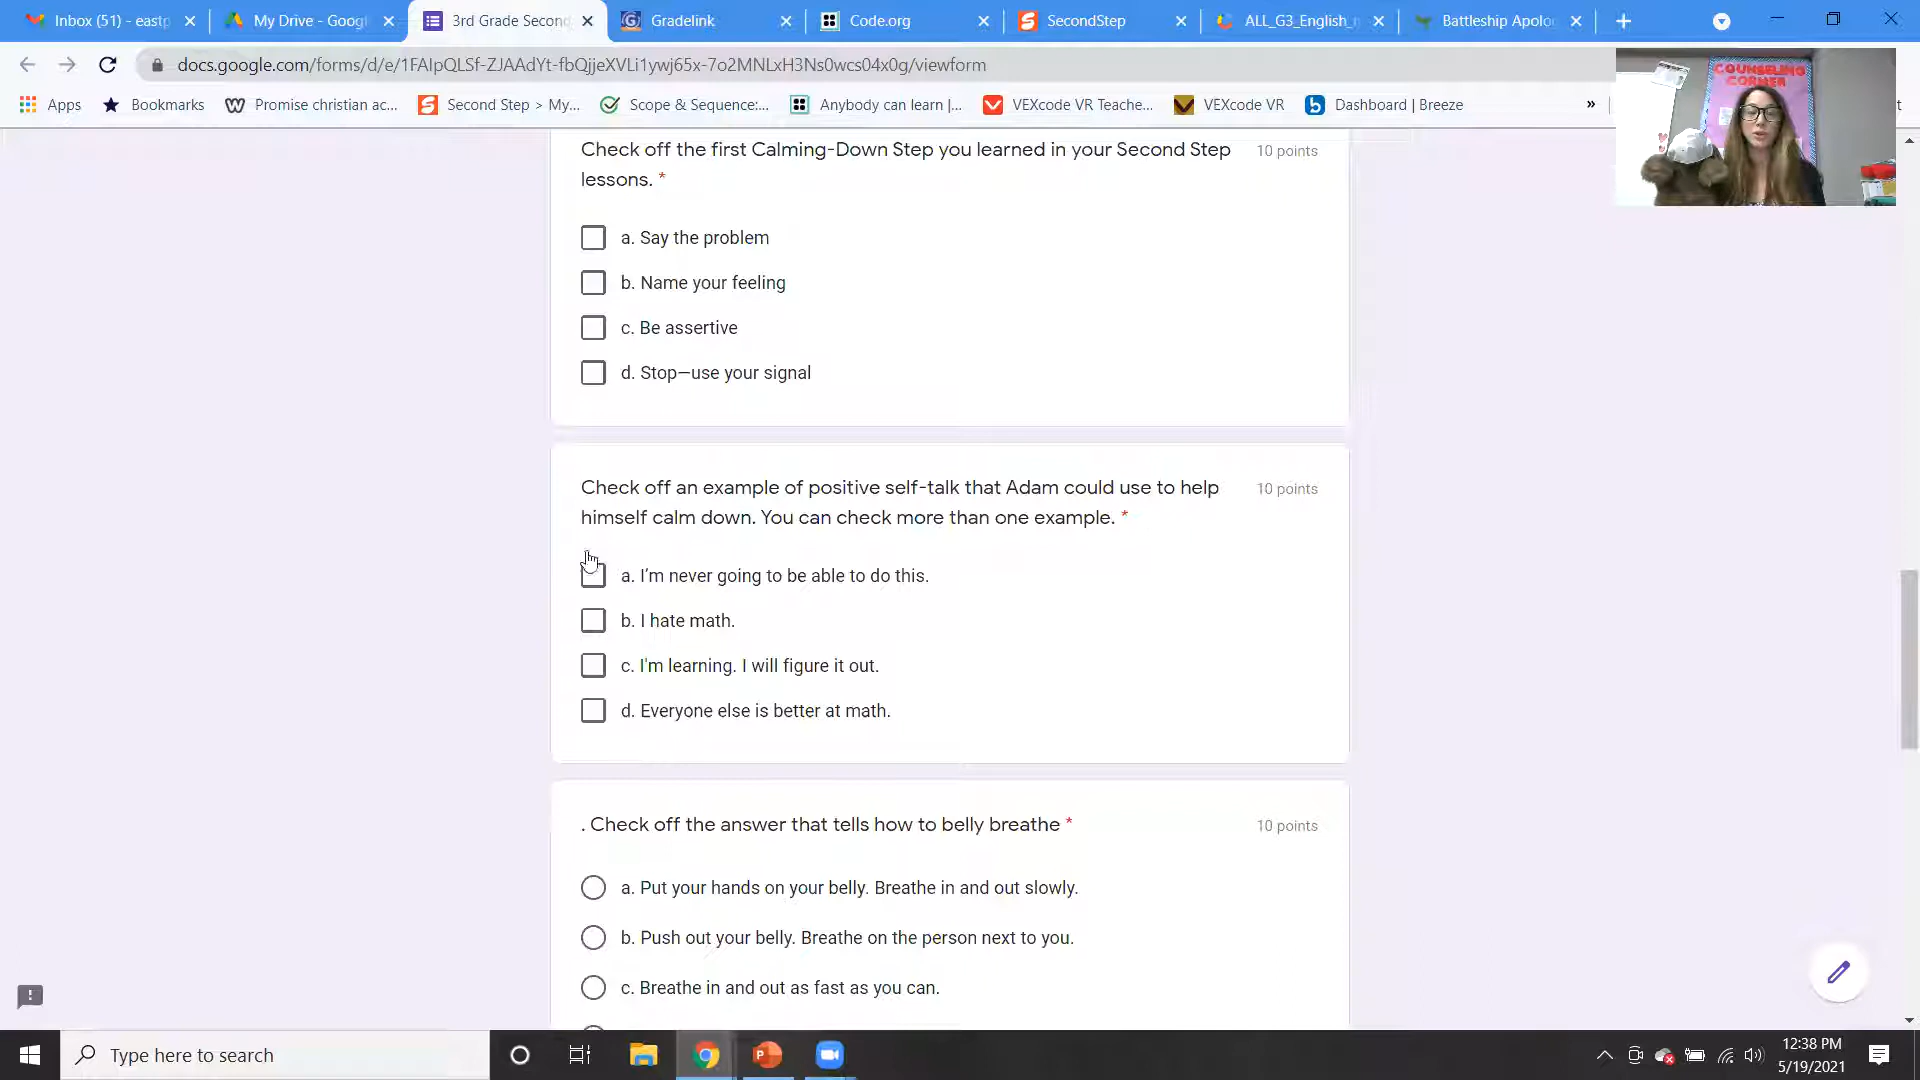 Inbox (51) - eastp
My Drive - Googl
3rd Grade Second
Gradelink
Code.org
SecondStep
ALL_G3_English_
Battleship Apolo
docs.google.com/forms/d/e/1FAIpQLSf-ZJAAdYt-fbQjjeXVLi1ywj65x-7o2MNLxH3Ns0wcs04x0g/viewform
Apps
Bookmarks
Promise christian ac...
Second Step > My...
Scope & Sequence:...
Anybody can learn |...
VEXcode VR Teache...
VEXcode VR
Dashboard | Breeze
»
COUNSELING
CORNER
Check off the first Calming-Down Step you learned in your Second Step
lessons. *
10 points
a. Say the problem
b. Name your feeling
c. Be assertive
d. Stop—use your signal
Check off an example of positive self-talk that Adam could use to help
himself calm down. You can check more than one example. *
10 points
a. I’m never going to be able to do this.
b. I hate math.
c. I'm learning. I will figure it out.
d. Everyone else is better at math.
. Check off the answer that tells how to belly breathe *
10 points
a. Put your hands on your belly. Breathe in and out slowly.
b. Push out your belly. Breathe on the person next to you.
c. Breathe in and out as fast as you can.
Type here to search
12:38 PM
5/19/2021